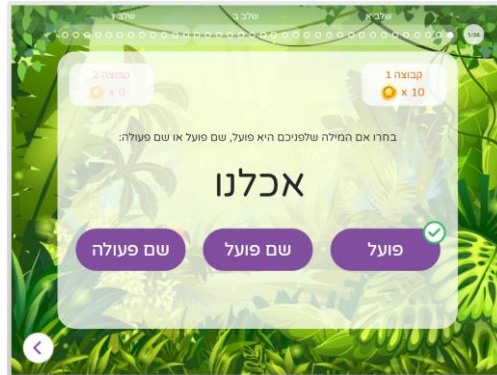 שלב א שלב ב שלב ג
1/36
קבוצה 1
10 x
קבוצה 2
0 x
בחרו אם המילה שלפניכם היא פועל, שם פועל או שם פעולה:
אכלנו
פועל שם פועל שם פעולה